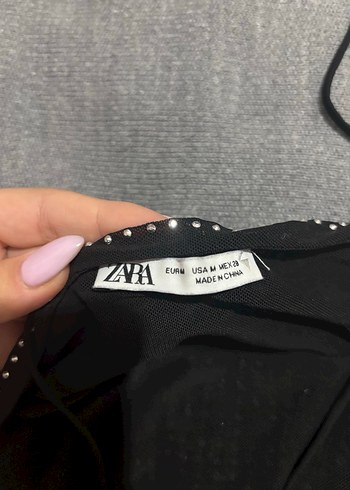 ZARA
EUR M USA M MEX 28
MADE IN CHINA